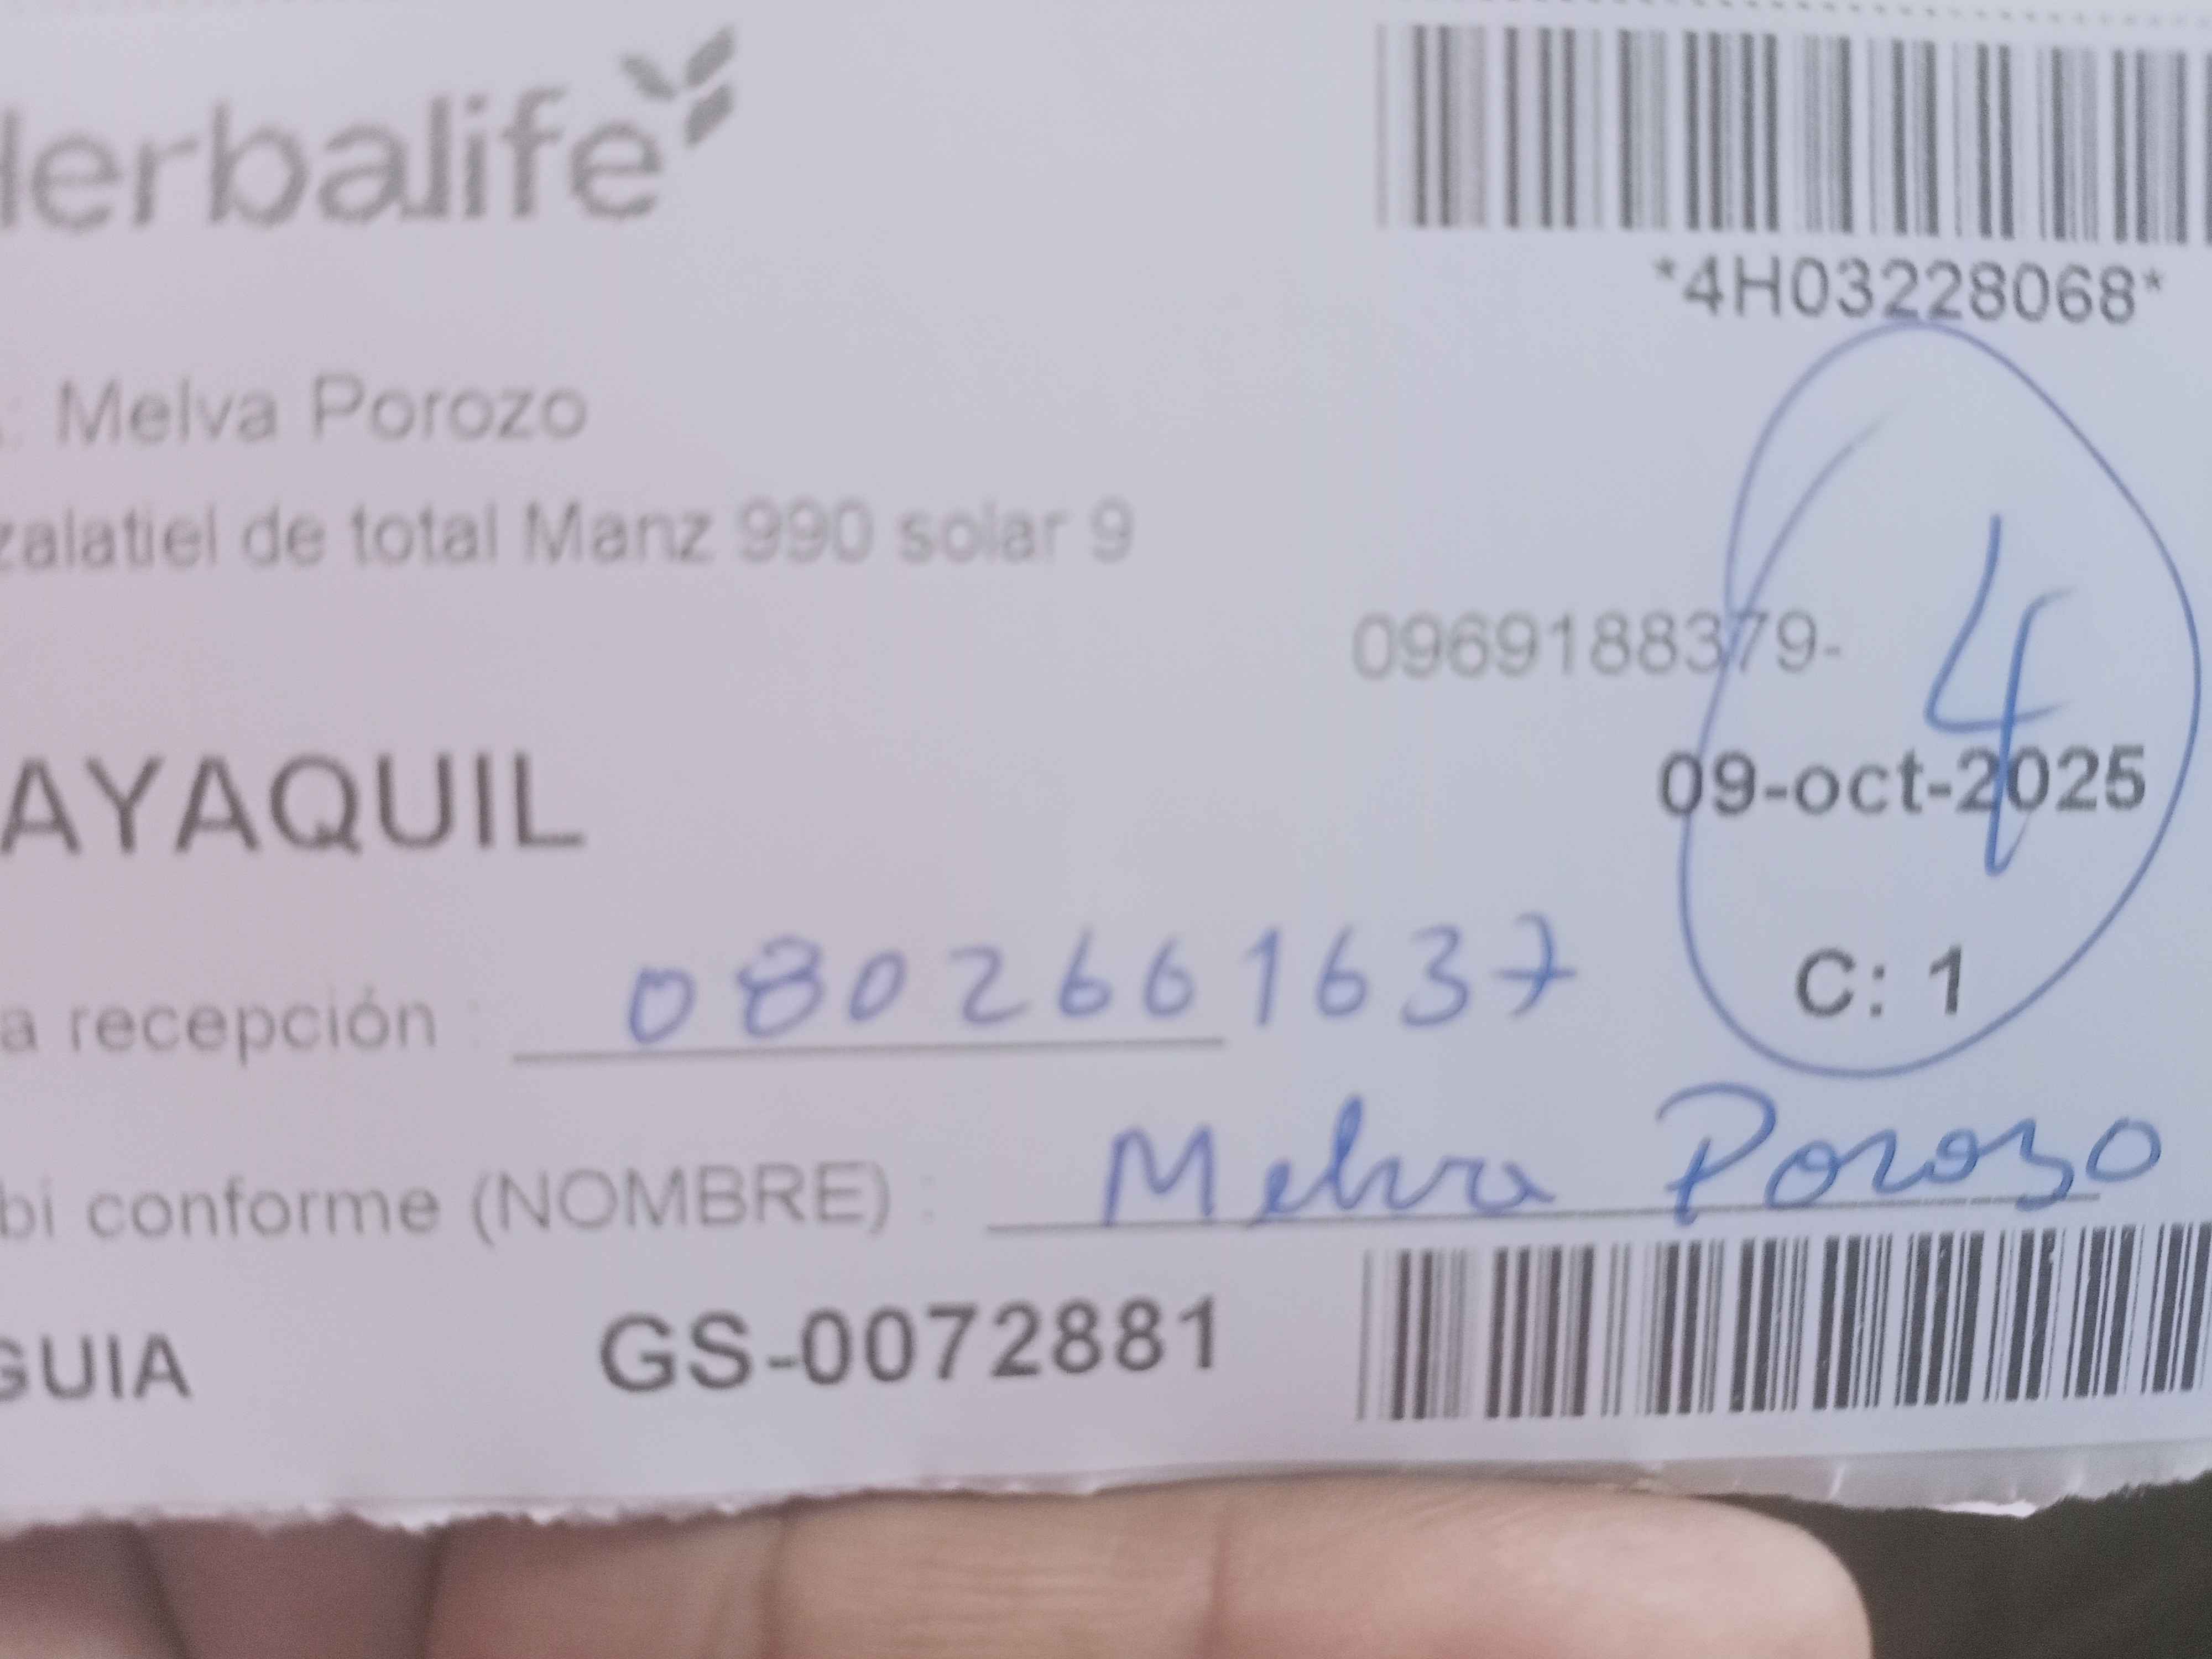 Herbalife
*4H03228068*
: Melva Porozo
zalatiel de total Manz 990 solar 9
0969188379-
4
AYAQUIL
09-oct-2025
C: 1
a recepción : 0802661637
bi conforme (NOMBRE) : Melva Porozo
GUIA GS-0072881